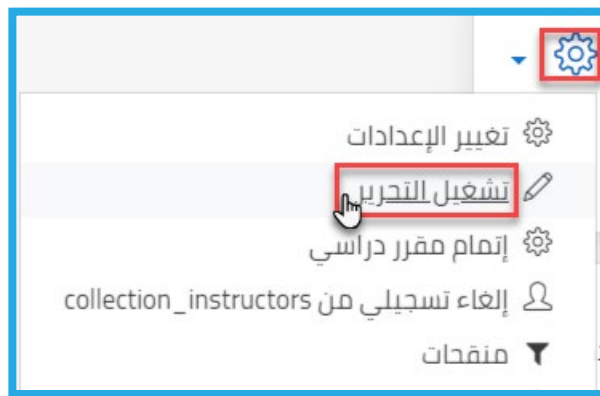 تغيير الإعدادات
تشغيل التحرير
إتمام مقرر دراسي
إلغاء تسجيلي من collection_instructors
منقحات